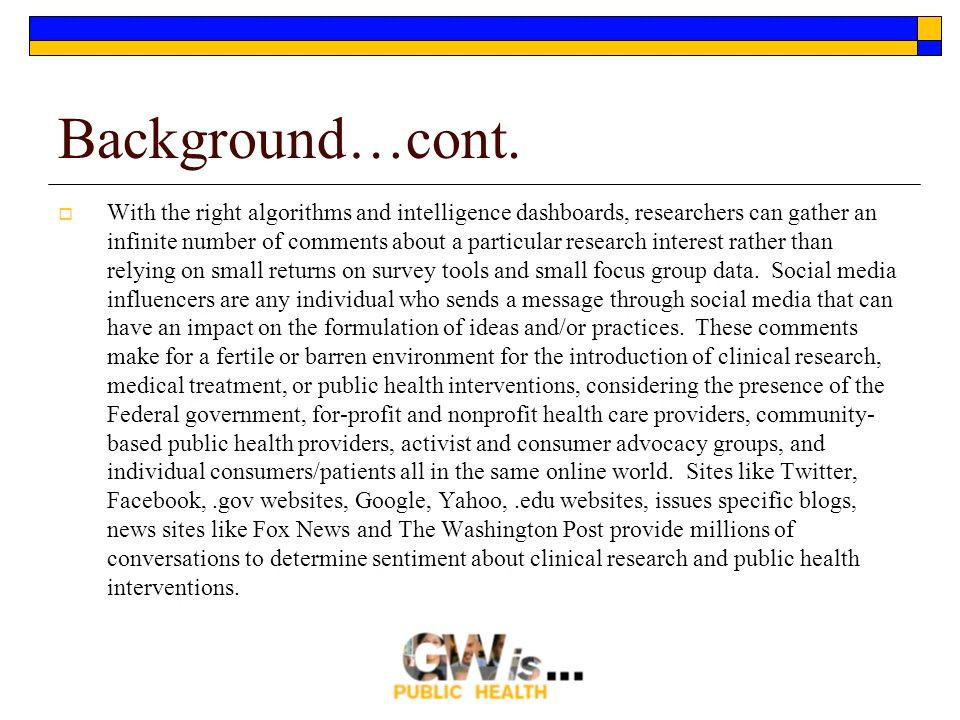 Background…cont.
With the right algorithms and intelligence dashboards, researchers can gather an
infinite number of comments about a particular research interest rather than
relying on small returns on survey tools and small focus group data.  Social media
influencers are any individual who sends a message through social media that can
have an impact on the formulation of ideas and/or practices.  These comments
make for a fertile or barren environment for the introduction of clinical research,
medical treatment, or public health interventions, considering the presence of the
Federal government, for-profit and nonprofit health care providers, community-
based public health providers, activist and consumer advocacy groups, and
individual consumers/patients all in the same online world.  Sites like Twitter,
Facebook, .gov websites, Google, Yahoo, .edu websites, issues specific blogs,
news sites like Fox News and The Washington Post provide millions of
conversations to determine sentiment about clinical research and public health
interventions.
GW is...
PUBLIC HEALTH